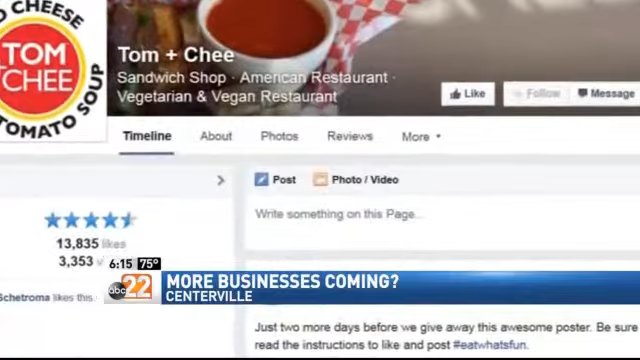 D CHEESE
TOM
CHEE
TOMATO SOUP
Tom + Chee
Sandwich Shop · American Restaurant ·
Vegetarian & Vegan Restaurant
Like
Follow
Message
Timeline
About
Photos
Reviews
More
Post
Photo / Video
Write something on this Page...
13,835 likes
3,353
Schetroma likes this.
6:15 75°
abc 22
MORE BUSINESSES COMING?
CENTERVILLE
Just two more days before we give away this awesome poster. Be sure
read the instructions to like and post #eatwhatsfun.